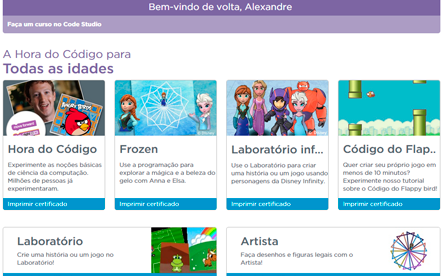 Bem-vindo de volta, Alexandre
Faça um curso no Code Studio
A Hora do Código para
Todas as idades
ANGRY BIRDS
Hora do Código
Experimente as noções básicas
de ciência da computação.
Milhões de pessoas já
experimentaram.
Imprimir certificado
Frozen
Use a programação para
explorar a mágica e a beleza do
gelo com Anna e Elsa.
Imprimir certificado
Laboratório inf...
Use o Laboratório para criar
uma história ou um jogo usando
personagens da Disney Infinity.
Imprimir certificado
Código do Flap...
Quer criar seu próprio jogo em
menos de 10 minutos?
Experimente nosso tutorial
sobre o Código do Flappy bird!
Imprimir certificado
Laboratório
Crie uma história ou um jogo no
Laboratório!
Artista
Faça desenhos e figuras legais com o
Artista!